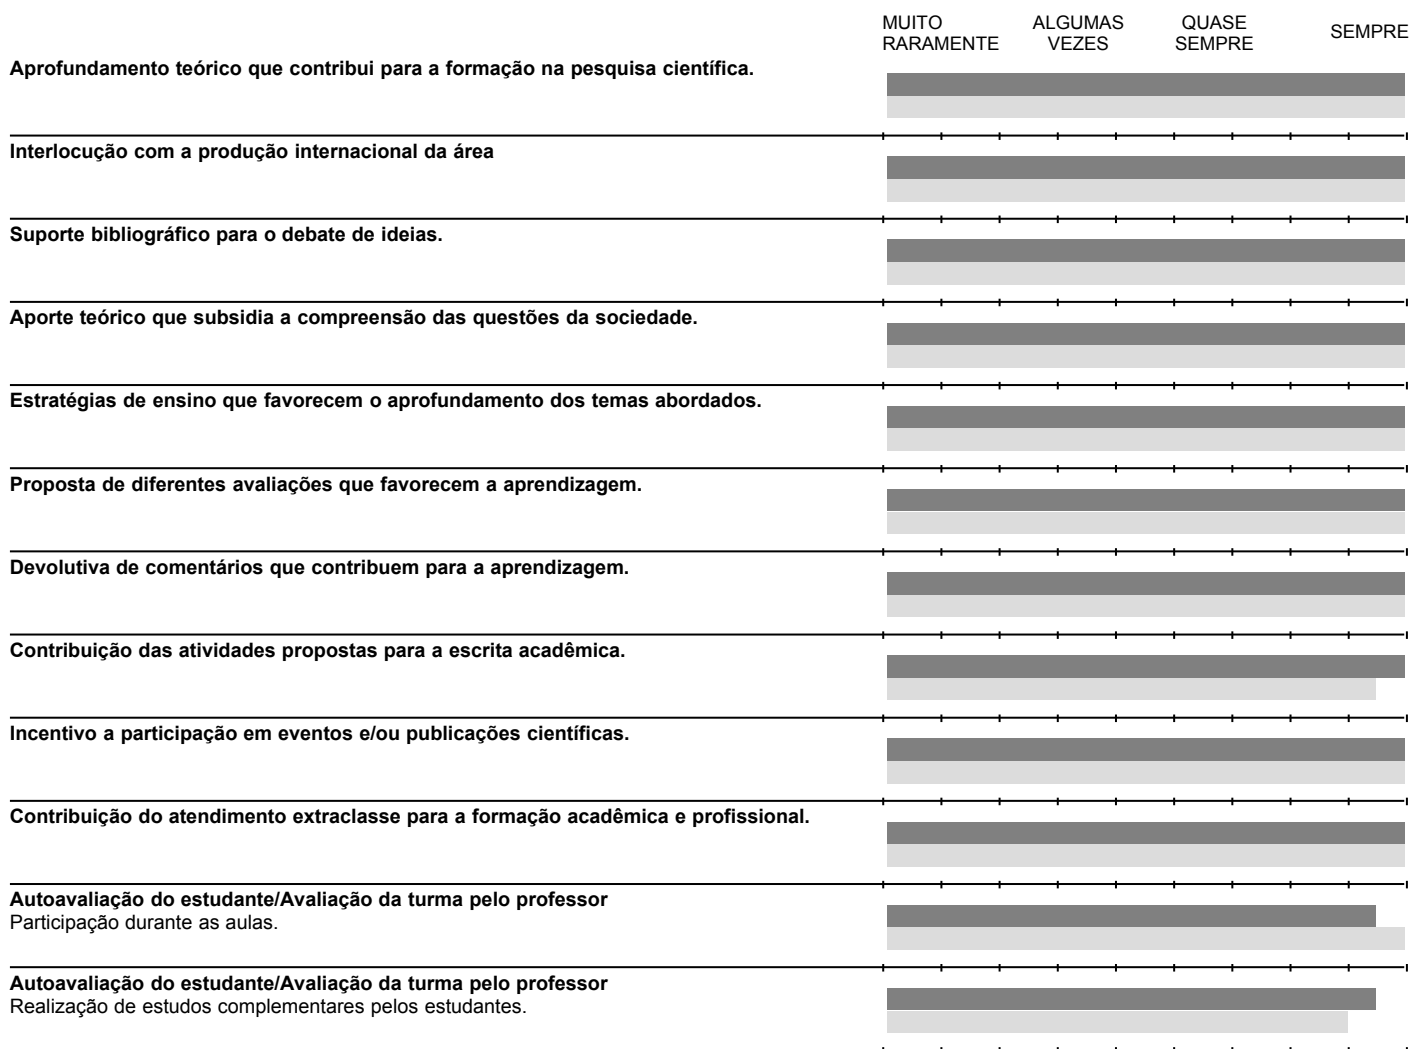 MUITO RARAMENTE
ALGUMAS VEZES
QUASE SEMPRE
SEMPRE
Aprofundamento teórico que contribui para a formação na pesquisa científica.
Interlocução com a produção internacional da área
Suporte bibliográfico para o debate de ideias.
Aporte teórico que subsidia a compreensão das questões da sociedade.
Estratégias de ensino que favorecem o aprofundamento dos temas abordados.
Proposta de diferentes avaliações que favorecem a aprendizagem.
Devolutiva de comentários que contribuem para a aprendizagem.
Contribuição das atividades propostas para a escrita acadêmica.
Incentivo a participação em eventos e/ou publicações científicas.
Contribuição do atendimento extraclasse para a formação acadêmica e profissional.
Autoavaliação do estudante/Avaliação da turma pelo professor
Participação durante as aulas.
Autoavaliação do estudante/Avaliação da turma pelo professor
Realização de estudos complementares pelos estudantes.